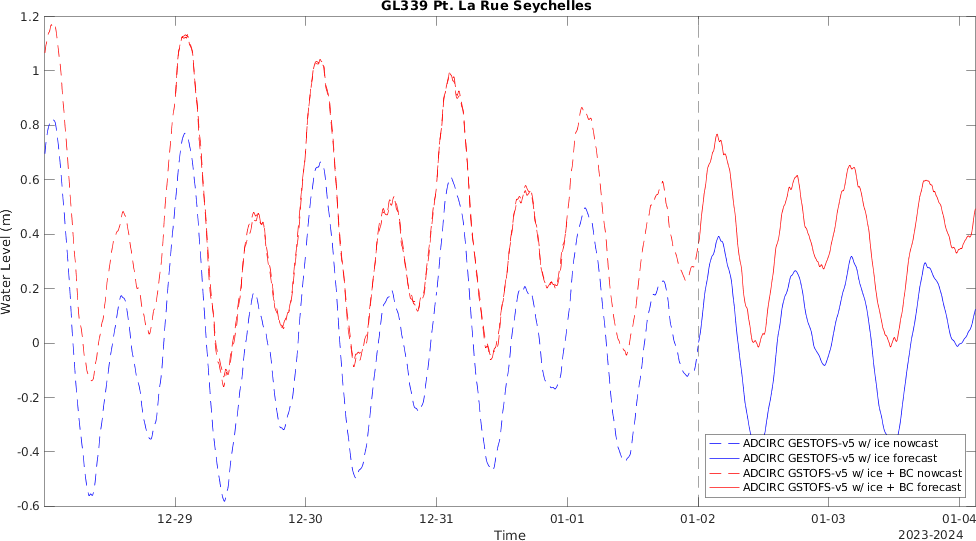 GL339 Pt. La Rue Seychelles
1.2
1
0.8
0.6
0.4
0.2
0
-0.2
-0.4
-0.6
Water Level (m)
12-29
12-30
12-31
01-01
01-02
01-03
01-04
Time
2023-2024
ADCIRC GESTOFS-v5 w/ ice nowcast
ADCIRC GESTOFS-v5 w/ ice forecast
ADCIRC GSTOFS-v5 w/ ice + BC nowcast
ADCIRC GSTOFS-v5 w/ ice + BC forecast